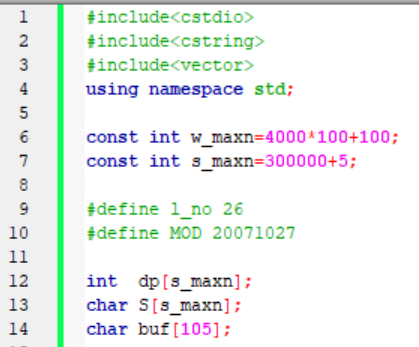 1 #include<cstdio>
2 #include<cstring>
3 #include<vector>
4 using namespace std;
5
6 const int w_maxn=4000*100+100;
7 const int s_maxn=300000+5;
8
9 #define l_no 26
10 #define MOD 20071027
11
12 int  dp[s_maxn];
13 char S[s_maxn];
14 char buf[105];